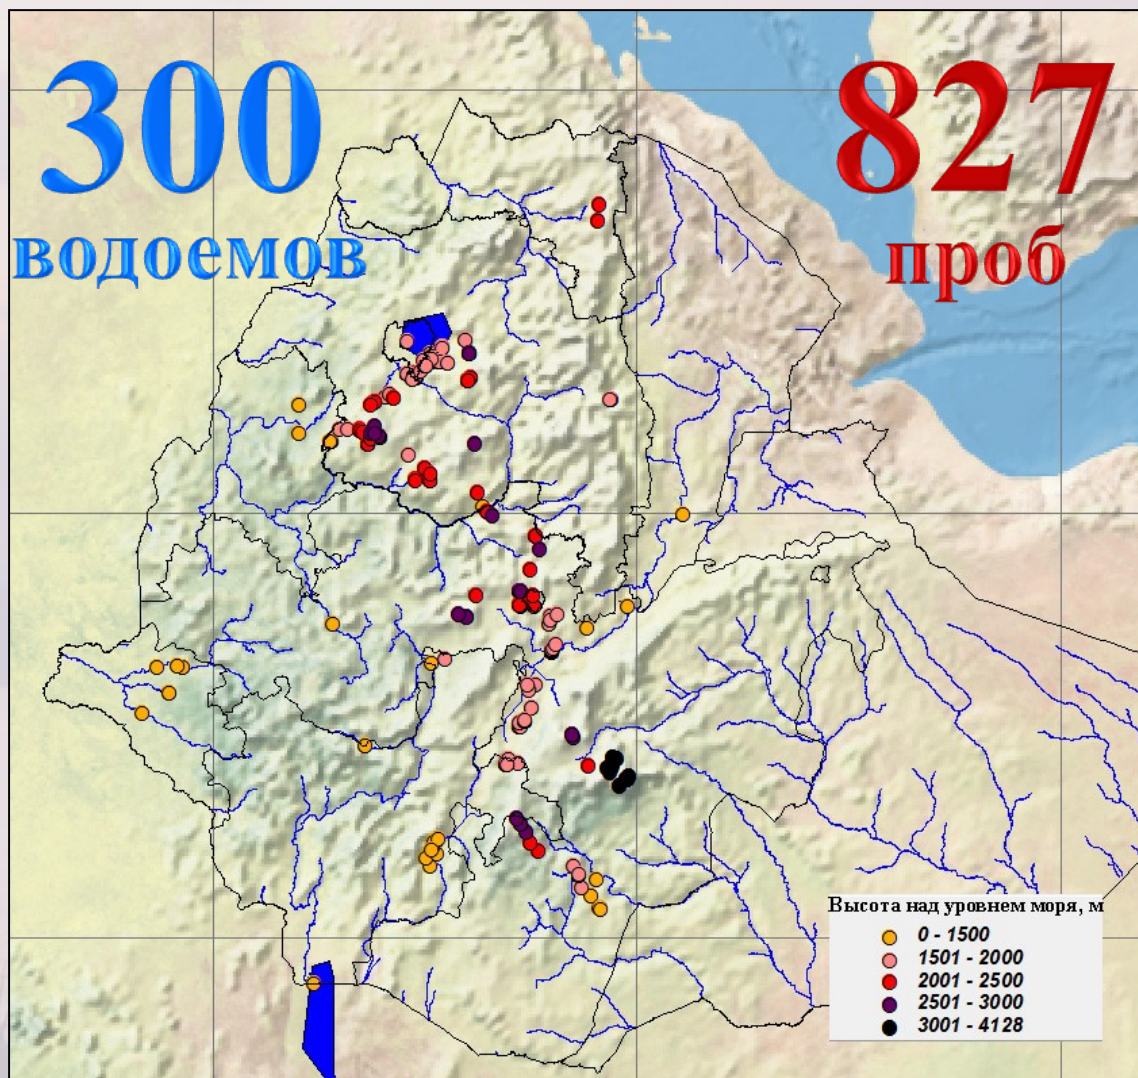 300
водоемов
827
проб
Высота над уровнем моря, м
0 - 1500
1501 - 2000
2001 - 2500
2501 - 3000
3001 - 4128